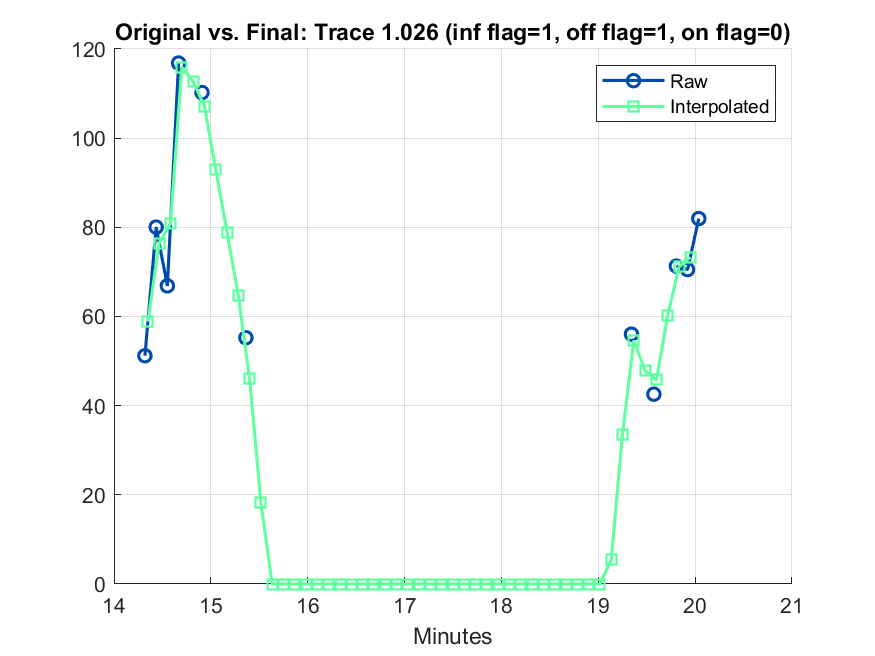 Original vs. Final: Trace 1.026 (inf flag=1, off flag=1, on flag=0)
120
100
80
60
40
20
0
Raw
Interpolated
14 15 16 17 18 19 20 21
Minutes